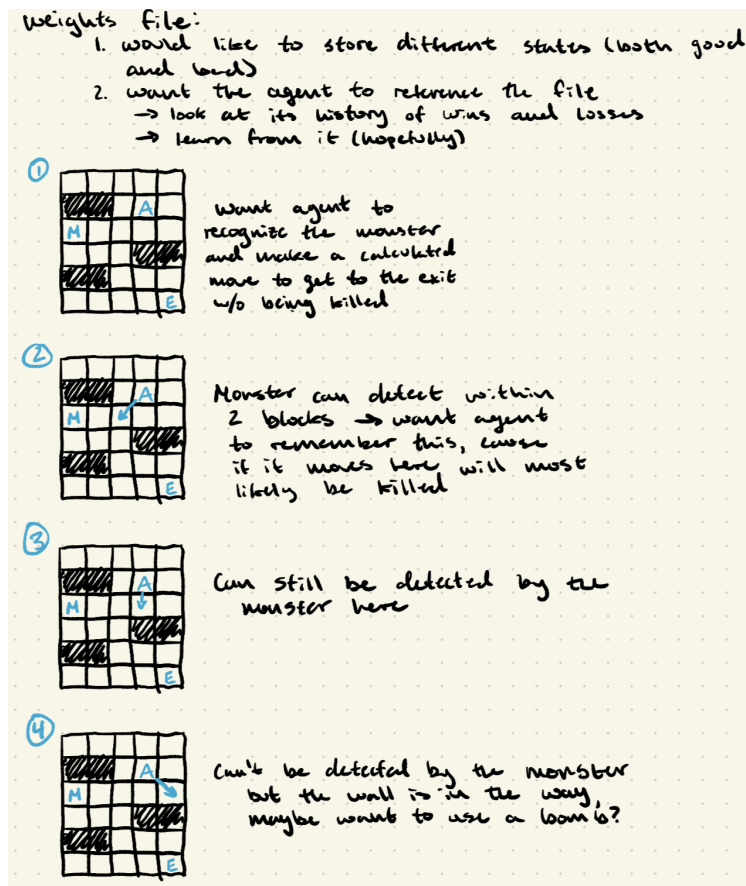 weights file:
1. would like to store different states (both good
and bad)
2. want the agent to reference the file
→ look at its history of wins and losses
→ learn from it (hopefully)
①
A
M
E
want agent to
recognize the monster
and make a calculated
move to get to the exit
w/o being killed
②
A
M
E
Monster can detect within
2 blocks → want agent
to remember this, cause
if it moves here will most
likely be killed
③
A
M
E
Can still be detected by the
monster here
④
A
M
E
Can't be detected by the monster
but the wall is in the way,
maybe want to use a bomb?